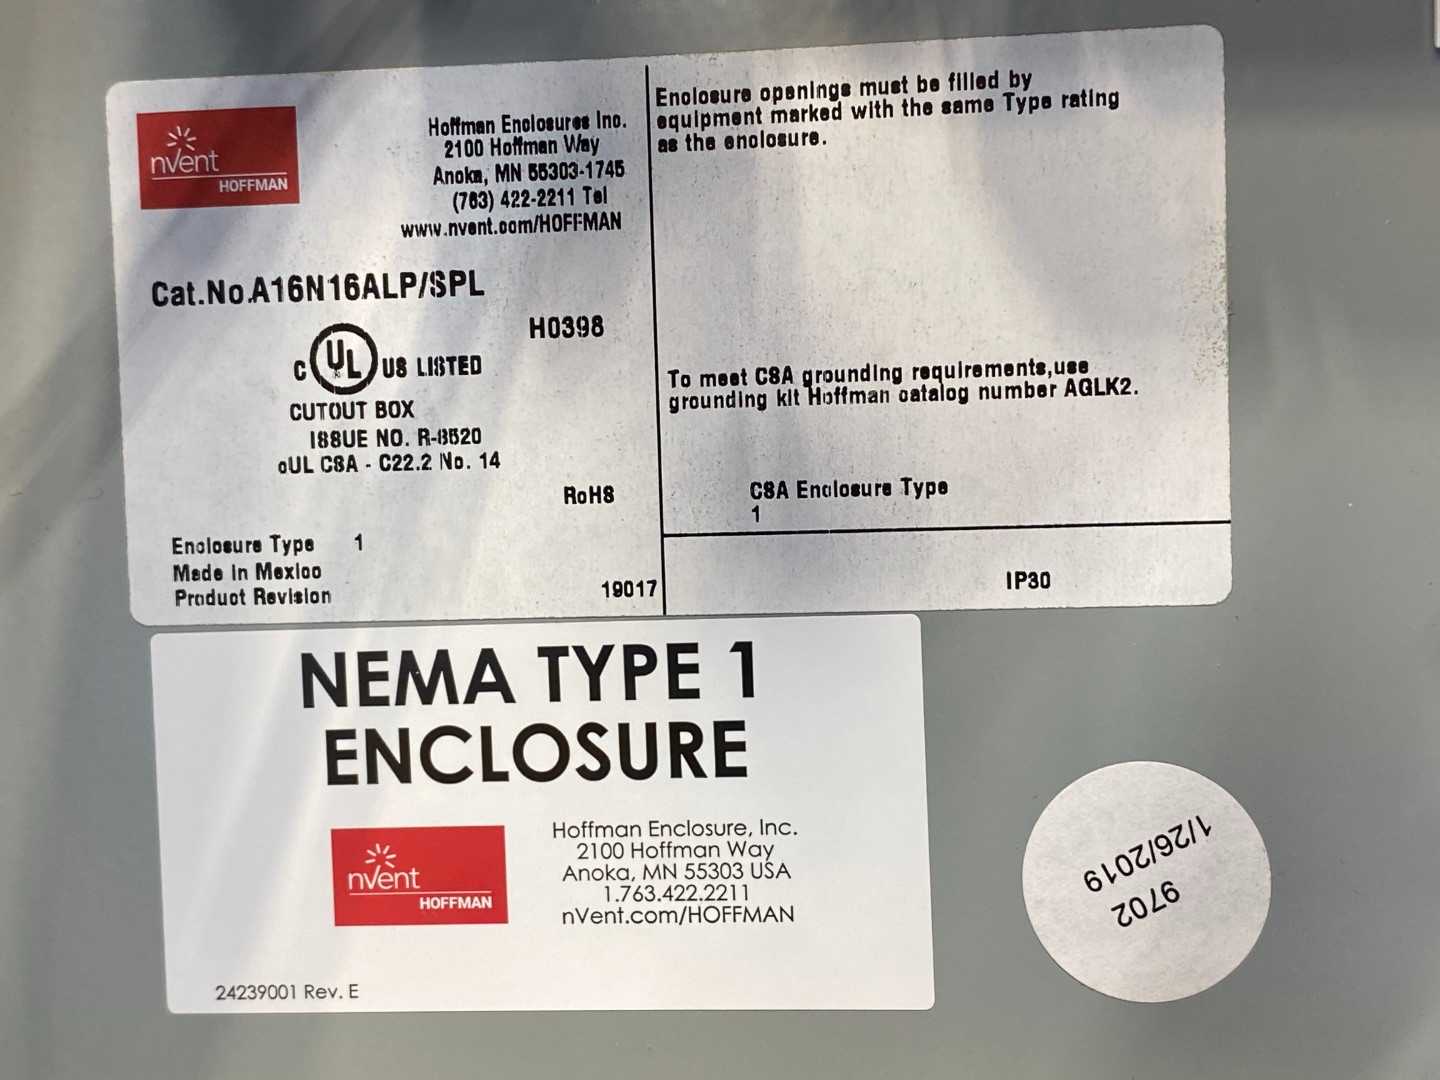 nVent
HOFFMAN
Hoffman Enclosures Inc.
2100 Hoffman Way
Anoka, MN 55303-1745
(763) 422-2211 Tel
www.nvent.com/HOFFMAN
Cat.No.A16N16ALP/SPL
H0398
C UL US LISTED
CUTOUT BOX
ISSUE NO. R-8520
cUL CSA - C22.2 No. 14
RoHS
Enclosure Type 1
Made in Mexico
Product Revision
19017
Enclosure openings must be filled by
equipment marked with the same Type rating
as the enclosure.
To meet CSA grounding requirements,use
grounding kit Hoffman catalog number AGLK2.
CSA Enclosure Type
1
IP30
NEMA TYPE 1
ENCLOSURE
nVent
HOFFMAN
Hoffman Enclosure, Inc.
2100 Hoffman Way
Anoka, MN 55303 USA
1.763.422.2211
nVent.com/HOFFMAN
24239001 Rev. E
9702
1/26/2019